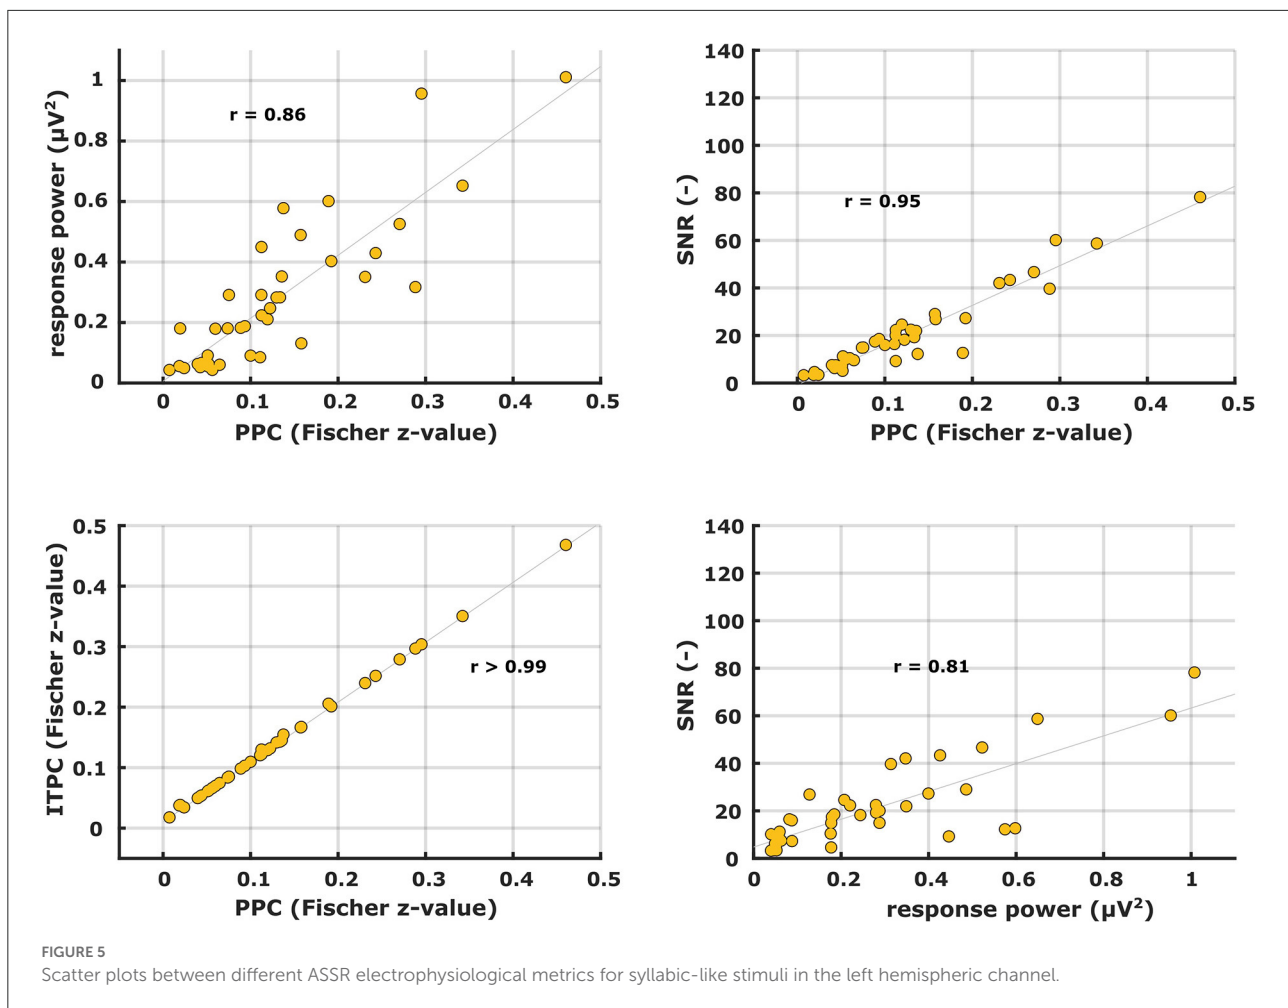 1
0.8
0.6
0.4
0.2
0
response power (μV²)
r = 0.86
0 0.1 0.2 0.3 0.4 0.5
PPC (Fischer z-value)
140
120
100
80
60
40
20
0
SNR (-)
r = 0.95
0 0.1 0.2 0.3 0.4 0.5
PPC (Fischer z-value)
0.5
0.4
0.3
0.2
0.1
0
ITPC (Fischer z-value)
r > 0.99
0 0.1 0.2 0.3 0.4 0.5
PPC (Fischer z-value)
140
120
100
80
60
40
20
0
SNR (-)
r = 0.81
0 0.2 0.4 0.6 0.8 1
response power (μV²)
FIGURE 5
Scatter plots between different ASSR electrophysiological metrics for syllabic-like stimuli in the left hemispheric channel.